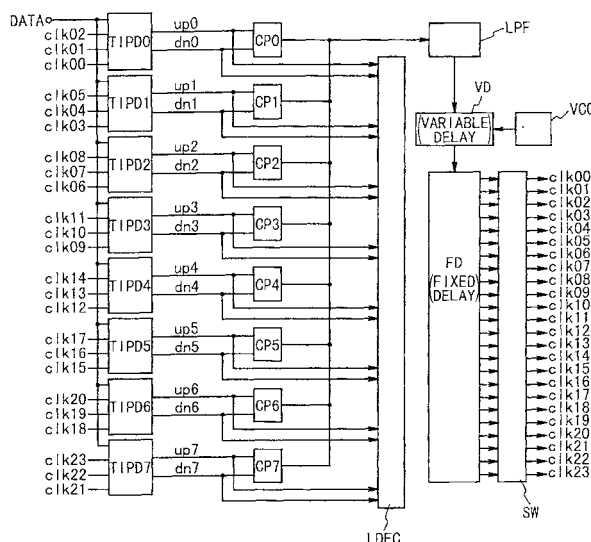 DATA
clk02
clk01
clk00
TIPD0
up0
dn0
CP0
clk05
clk04
clk03
TIPD1
up1
dn1
CP1
clk08
clk07
clk06
TIPD2
up2
dn2
CP2
clk11
clk10
clk09
TIPD3
up3
dn3
CP3
clk14
clk13
clk12
TIPD4
up4
dn4
CP4
clk17
clk16
clk15
TIPD5
up5
dn5
CP5
clk20
clk19
clk18
TIPD6
up6
dn6
CP6
clk23
clk22
clk21
TIPD7
up7
dn7
CP7
LDEC
LPF
VD
(VARIABLE
DELAY)
VCO
FD
(FIXED
DELAY)
SW
clk00
clk01
clk02
clk03
clk04
clk05
clk06
clk07
clk08
clk09
clk10
clk11
clk12
clk13
clk14
clk15
clk16
clk17
clk18
clk19
clk20
clk21
clk22
clk23